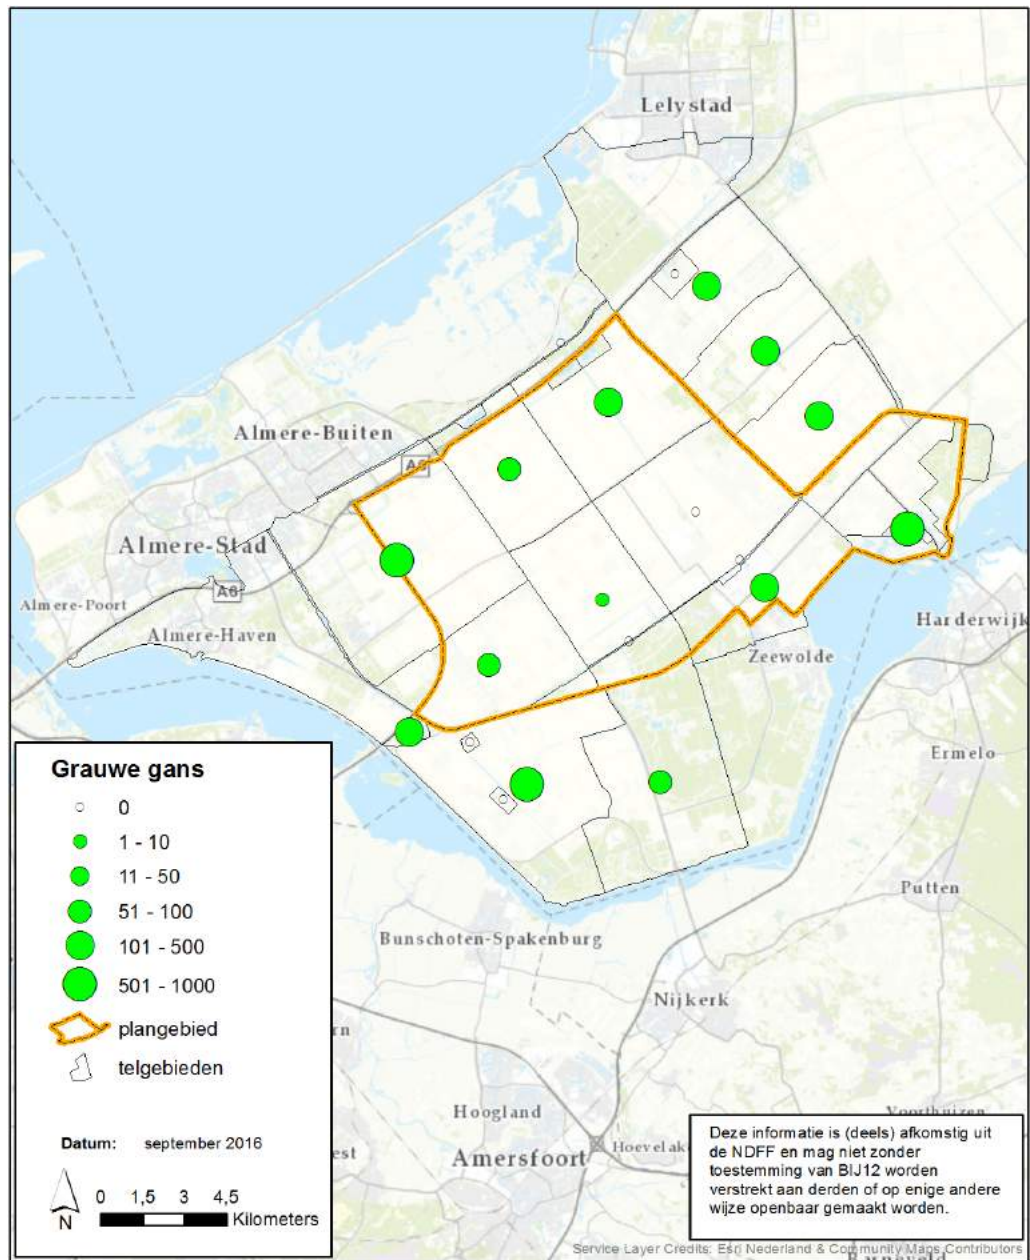 Lelystad
Almere-Buiten
A6
Almere-Stad
A6
Almere-Poort
Almere-Haven
Harderwijk
Zeewolde
Ermelo
Putten
Bunschoten-Spakenburg
Nijkerk
Hoogland
Voorthuizen
Amersfoort
Hoevelak
rn
est
Grauwe gans
0
1 - 10
11 - 50
51 - 100
101 - 500
501 - 1000
plangebied
telgebieden
Datum: september 2016
N
0 1,5 3 4,5
Kilometers
Deze informatie is (deels) afkomstig uit
de NDFF en mag niet zonder
toestemming van BIJ12 worden
verstrekt aan derden of op enige andere
wijze openbaar gemaakt worden.
Service Layer Credits: Esri Nederland & Community Maps Contributors